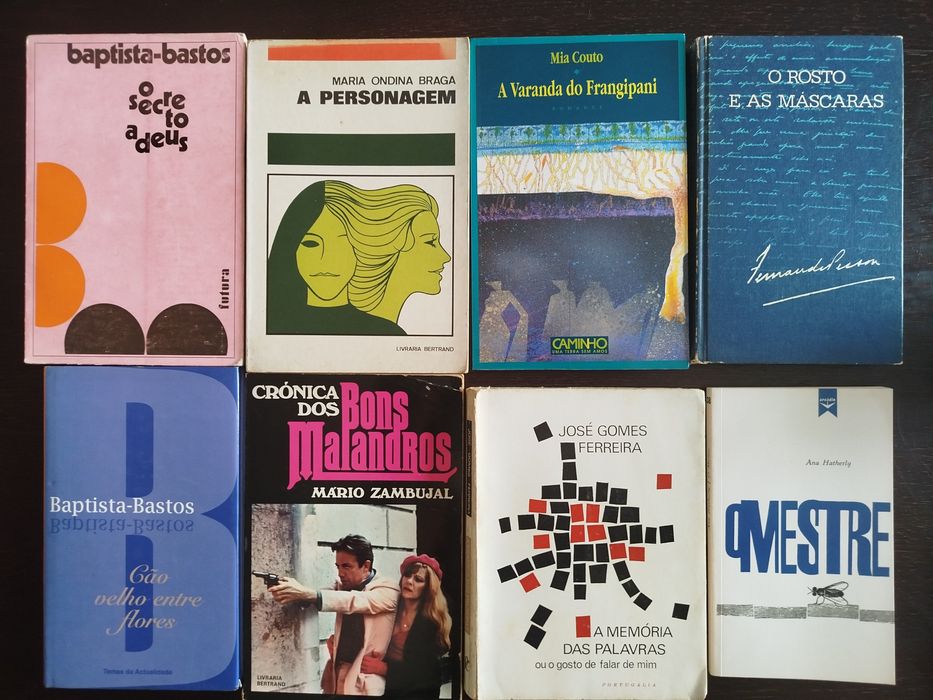 baptista-bastos
o
secre
to
adeus
futura
MARIA ONDINA BRAGA
A PERSONAGEM
LIVRARIA BERTRAND
Mia Couto
A Varanda do Frangipani
ROMANCE
CAMINHO
UMA TERRA SEM AMOS
O ROSTO
E AS MÁSCARAS
Fernando Pessoa
Baptista-Bastos
Baptista-Bastos
Cão
velho entre
flores
Temas da Actualidade
CRÓNICA
DOS Bons
Malandros
MÁRIO ZAMBUJAL
LIVRARIA
BERTRAND
JOSÉ GOMES
FERREIRA
A MEMÓRIA
DAS PALAVRAS
ou o gosto de falar de mim
PORTUGÁLIA
arcádia
Ana Hatherly
O MESTRE